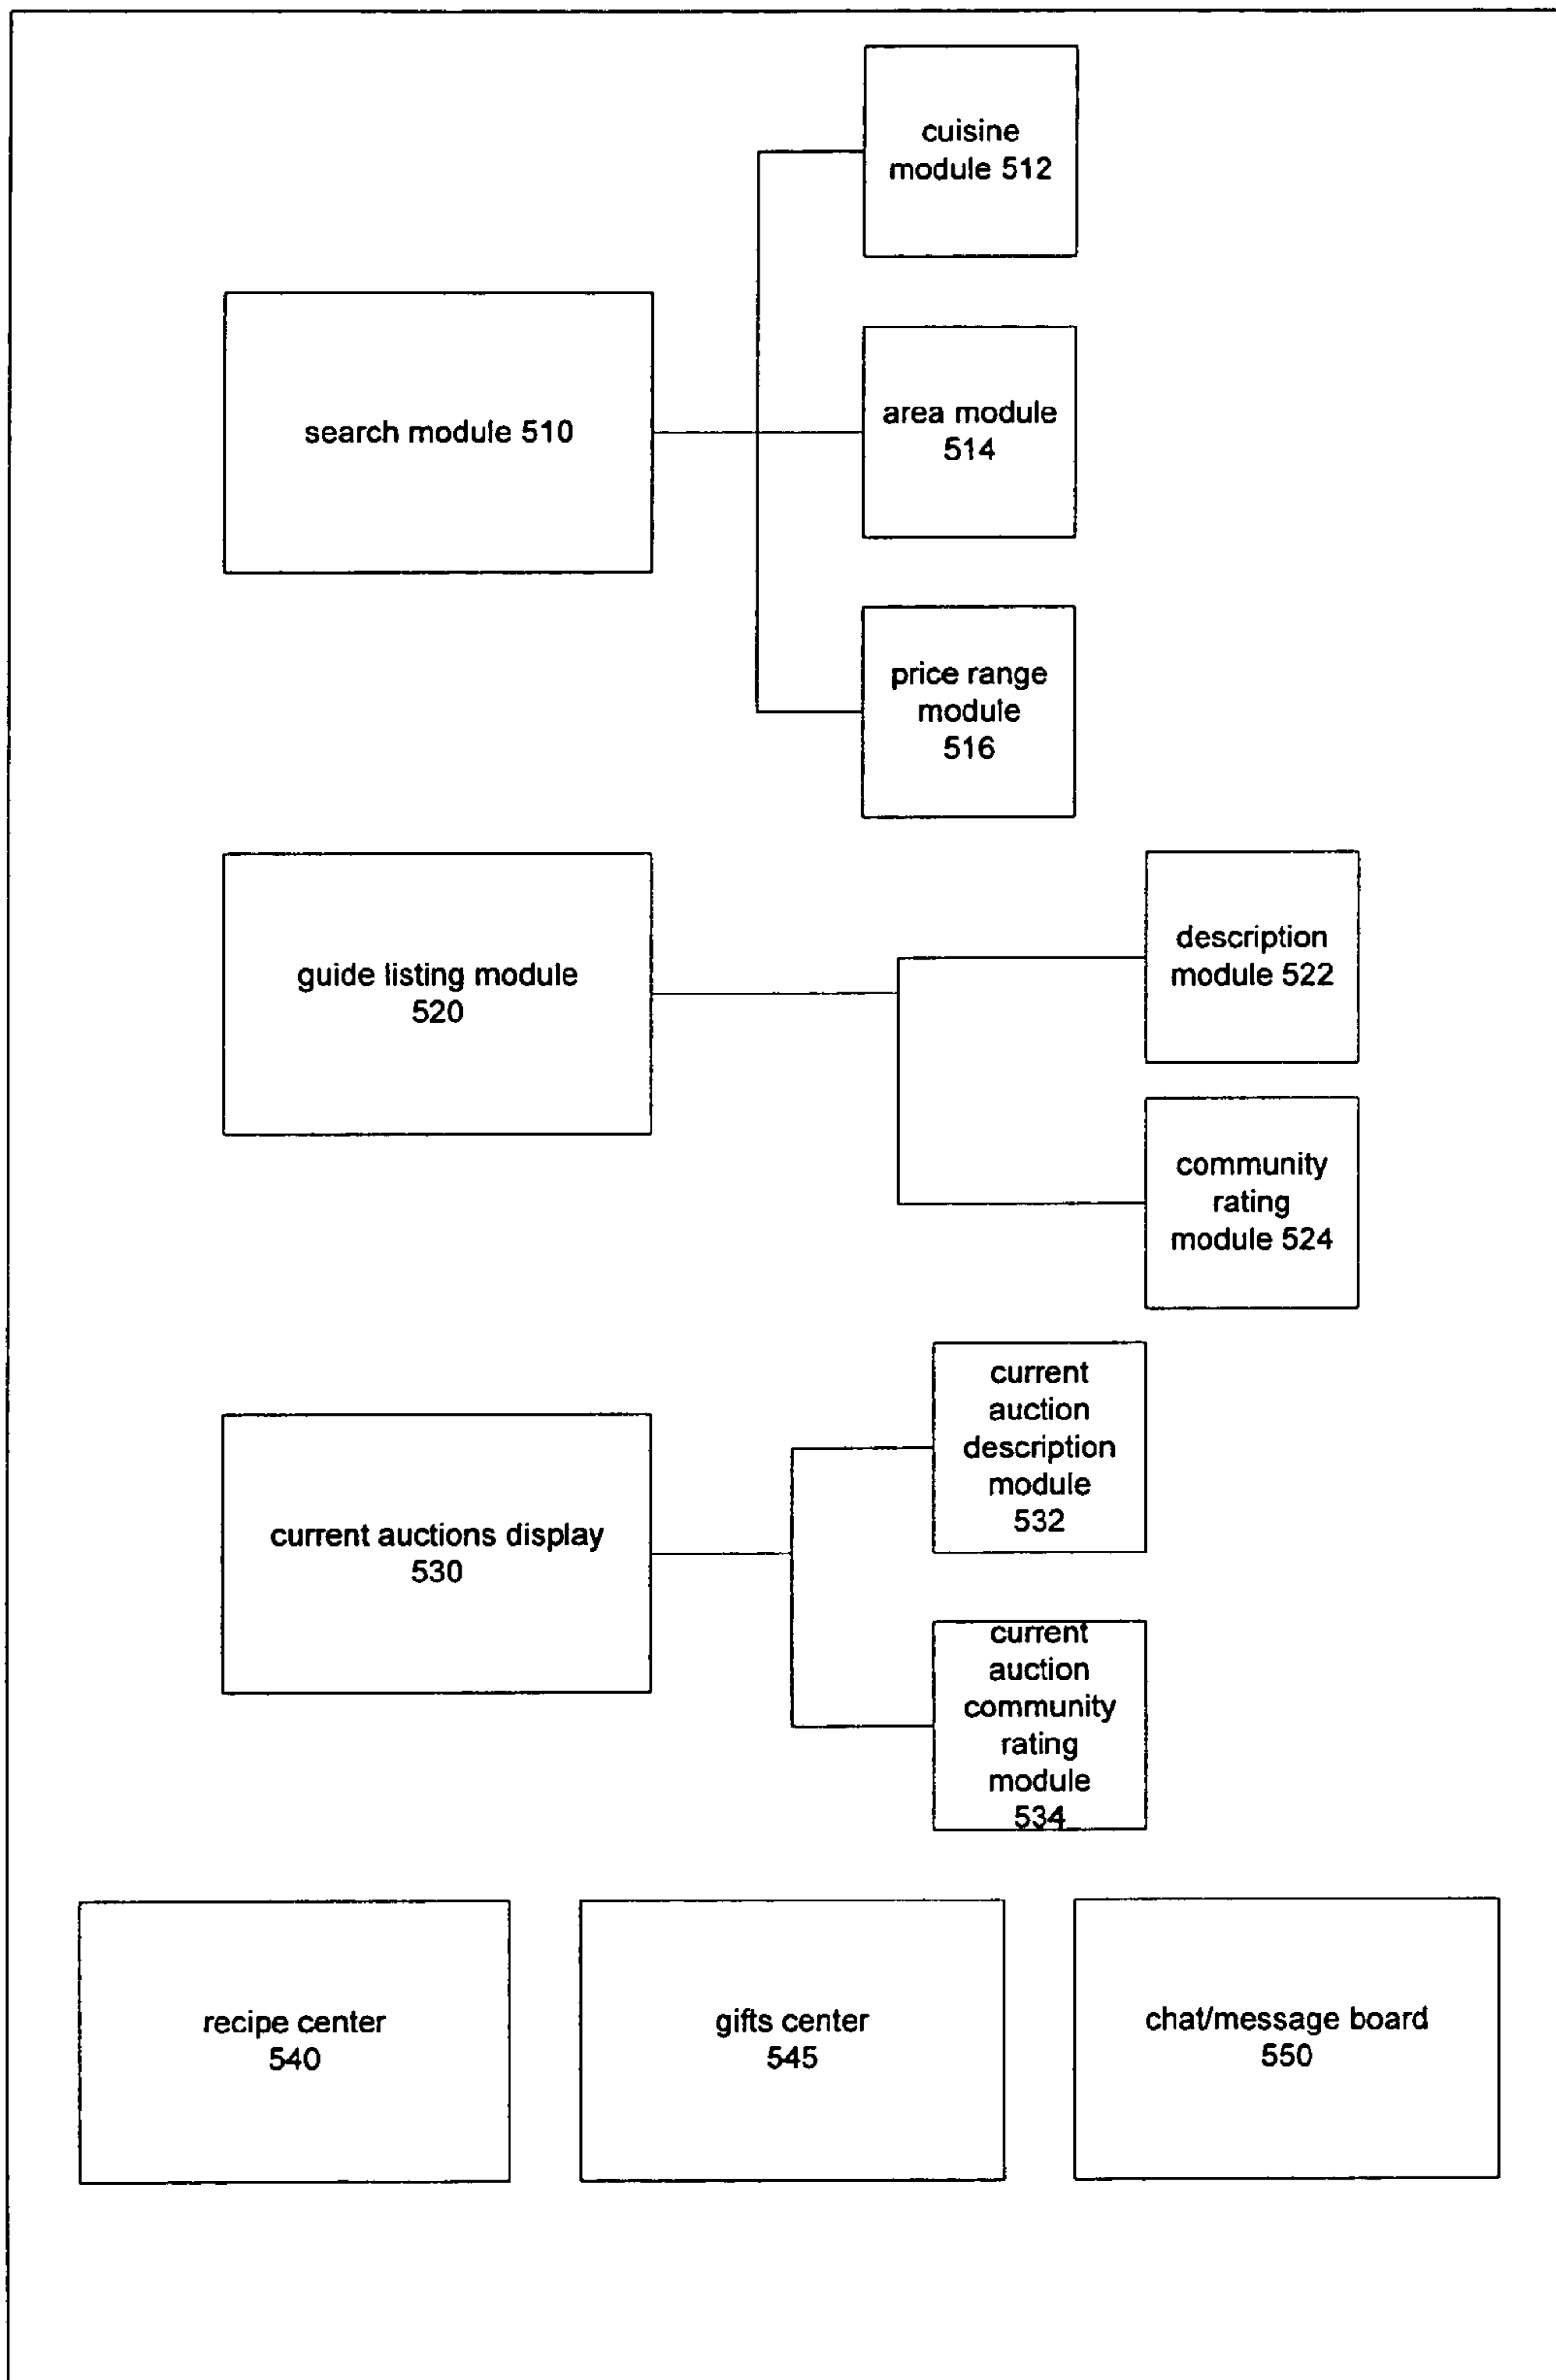 cuisine
module 512
search module 510
area module
514
price range
module
516
guide listing module
520
description
module 522
community
rating
module 524
current auctions display
530
current
auction
description
module
532
current
auction
community
rating
module
534
recipe center
540
gifts center
545
chat/message board
550